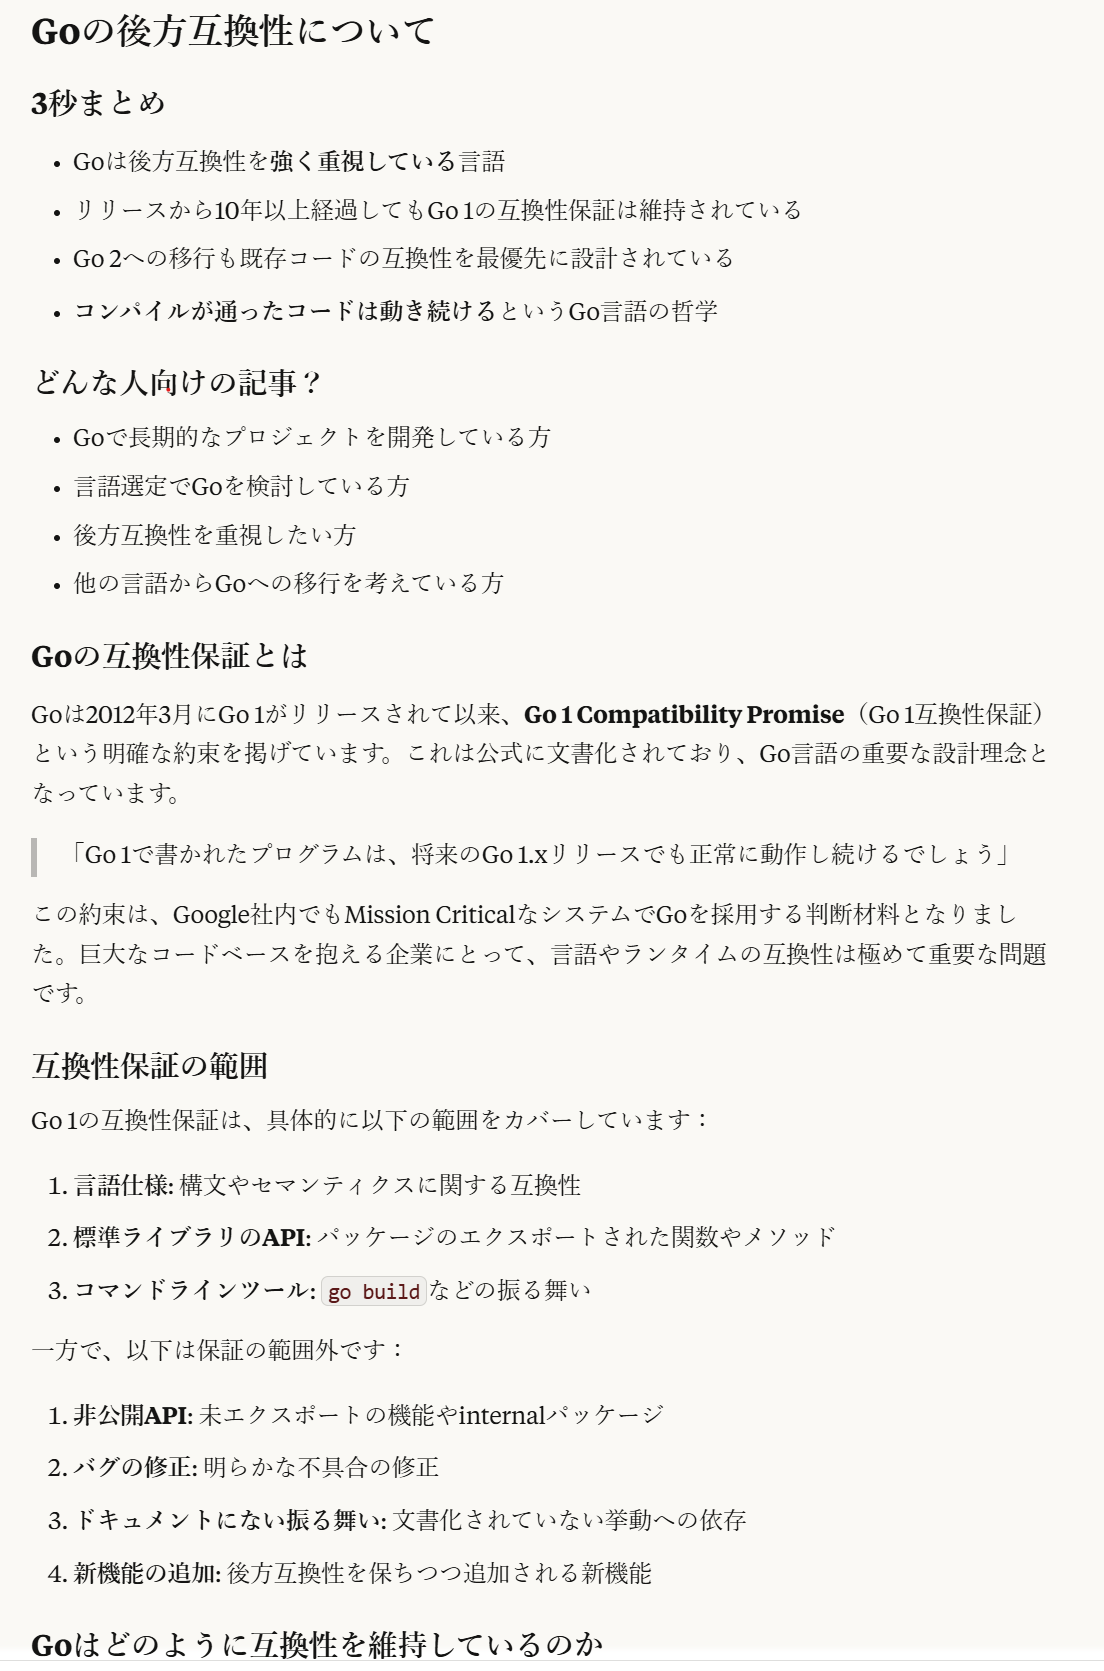 Goの後方互換性について
3秒まとめ
• Goは後方互換性を強く重視している言語
• リリースから10年以上経過してもGo 1の互換性保証は維持されている
• Go 2への移行も既存コードの互換性を最優先に設計されている
• コンパイルが通ったコードは動き続けるというGo言語の哲学
どんな人向けの記事？
• Goで長期的なプロジェクトを開発している方
• 言語選定でGoを検討している方
• 後方互換性を重視したい方
• 他の言語からGoへの移行を考えている方
Goの互換性保証とは
Goは2012年3月にGo 1がリリースされて以来、Go 1 Compatibility Promise（Go 1互換性保証）
という明確な約束を掲げています。これは公式に文書化されており、Go言語の重要な設計理念と
なっています。
「Go 1で書かれたプログラムは、将来のGo 1.xリリースでも正常に動作し続けるでしょう」
この約束は、Google社内でもMission CriticalなシステムでGoを採用する判断材料となりまし
た。巨大なコードベースを抱える企業にとって、言語やランタイムの互換性は極めて重要な問題
です。
互換性保証の範囲
Go 1の互換性保証は、具体的に以下の範囲をカバーしています：
1. 言語仕様: 構文やセマンティクスに関する互換性
2. 標準ライブラリのAPI: パッケージのエクスポートされた関数やメソッド
3. コマンドラインツール: go buildなどの振る舞い
一方で、以下は保証の範囲外です：
1. 非公開API: 未エクスポートの機能やinternalパッケージ
2. バグの修正: 明らかな不具合の修正
3. ドキュメントにない振る舞い: 文書化されていない挙動への依存
4. 新機能の追加: 後方互換性を保ちつつ追加される新機能
Goはどのように互換性を維持しているのか